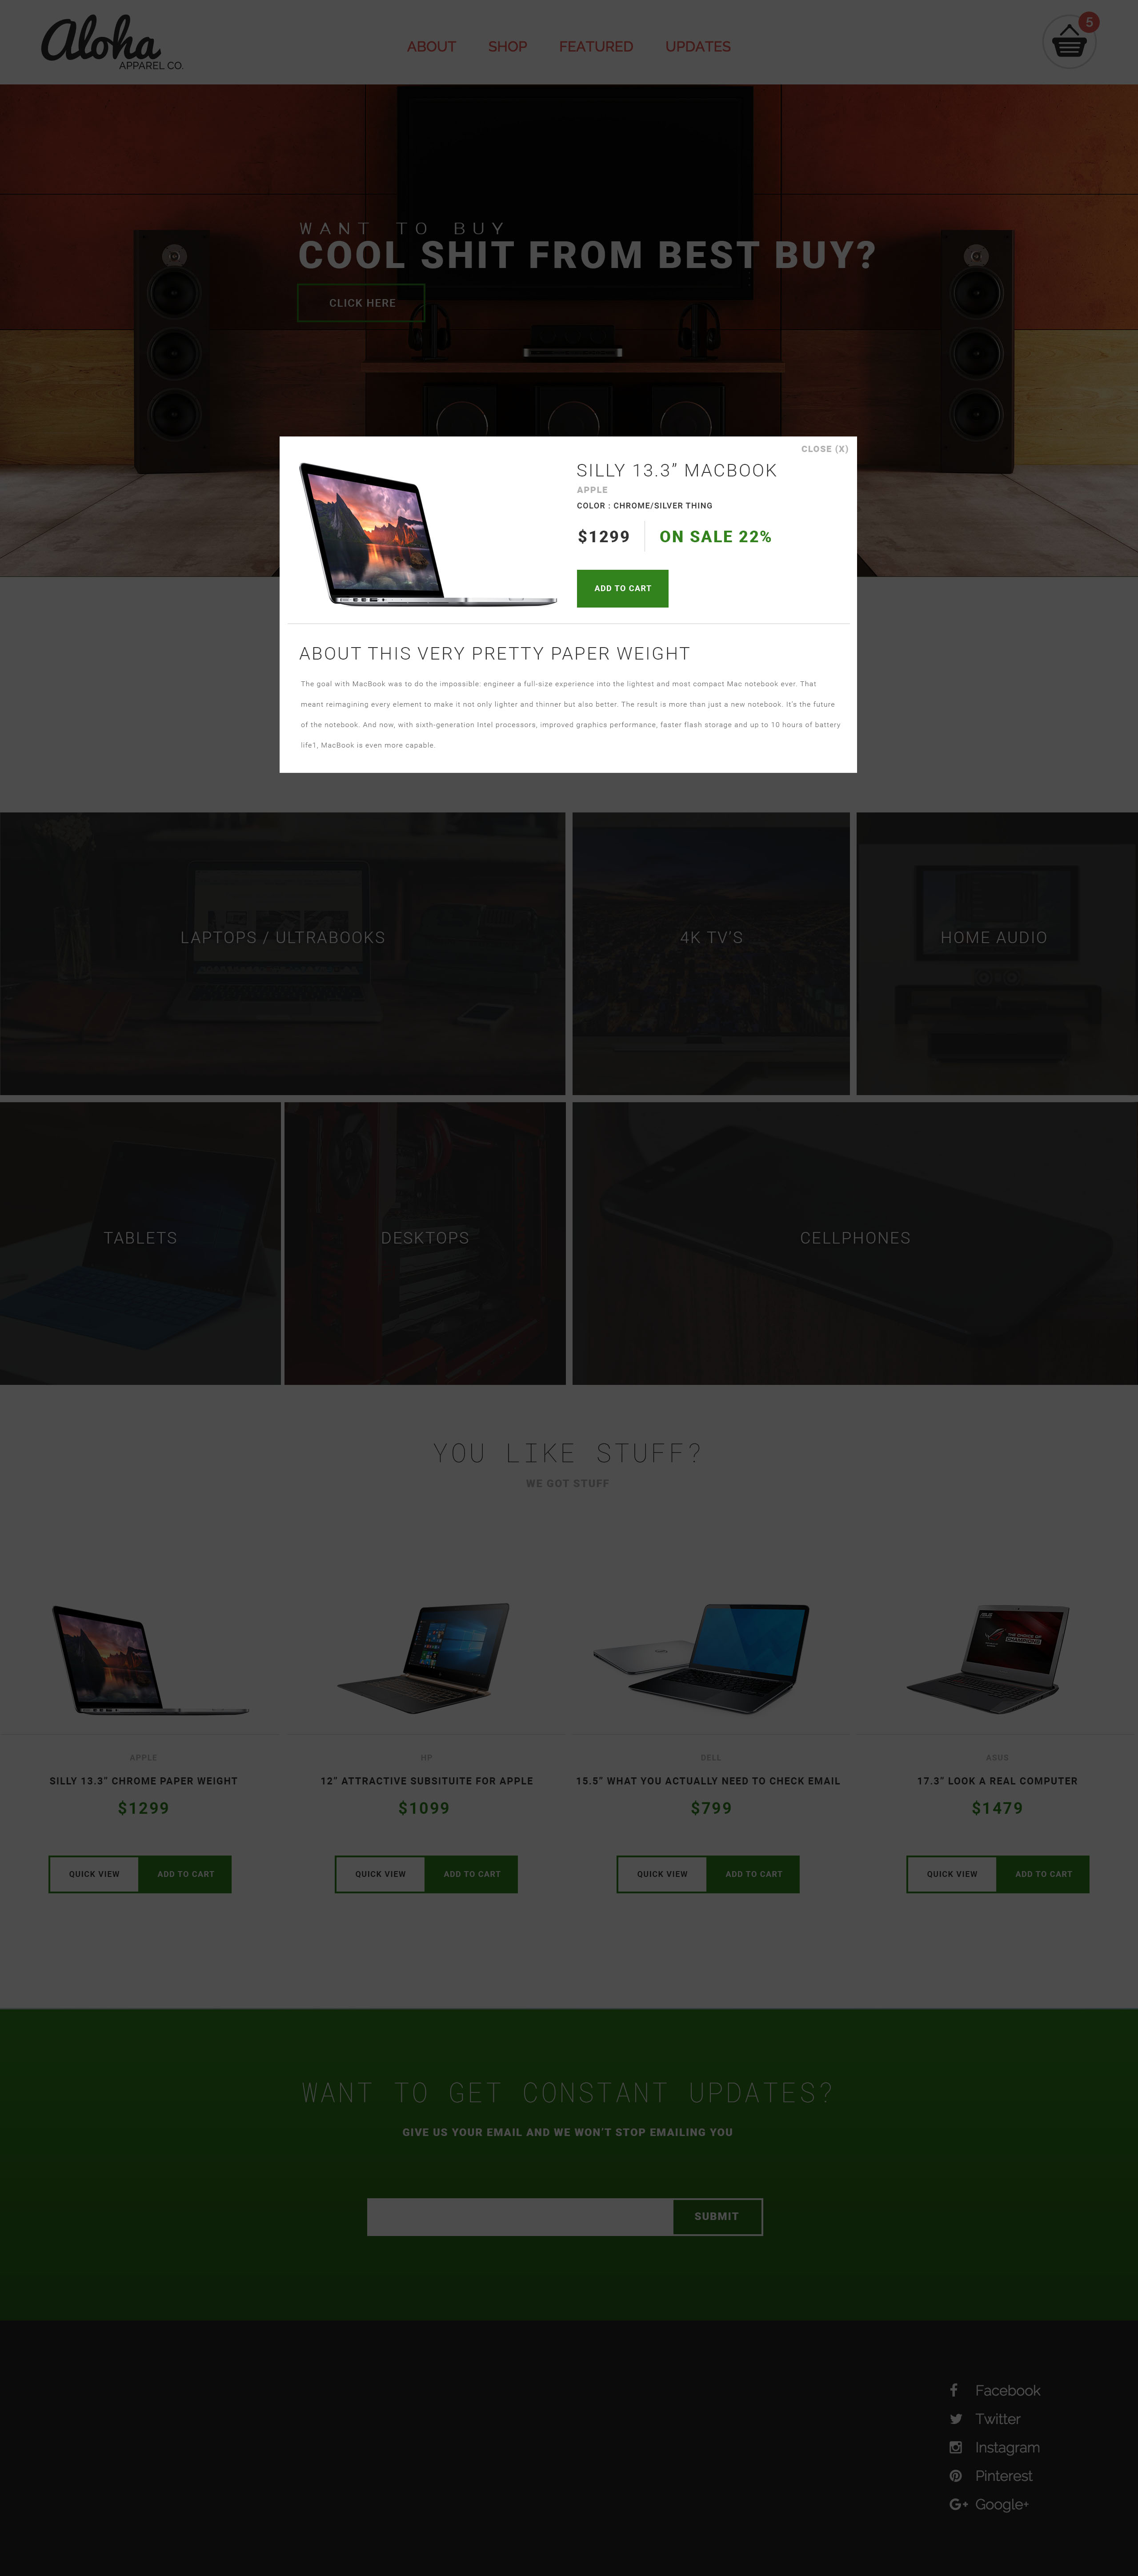 Aloha
APPAREL CO.
ABOUT SHOP FEATURED UPDATES
5
WANT TO BUY
COOL SHIT FROM BEST BUY?
CLICK HERE
CLOSE (X)
SILLY 13.3” MACBOOK
APPLE
COLOR : CHROME/SILVER THING
$1299 ON SALE 22%
ADD TO CART
ABOUT THIS VERY PRETTY PAPER WEIGHT
The goal with MacBook was to do the impossible: engineer a full-size experience into the lightest and most compact Mac notebook ever. That
meant reimagining every element to make it not only lighter and thinner but also better. The result is more than just a new notebook. It’s the future
of the notebook. And now, with sixth-generation Intel processors, improved graphics performance, faster flash storage and up to 10 hours of battery
life1, MacBook is even more capable.
LAPTOPS / ULTRABOOKS
4K TV’S
HOME AUDIO
TABLETS
DESKTOPS
CELLPHONES
YOU LIKE STUFF?
WE GOT STUFF
APPLE
SILLY 13.3” CHROME PAPER WEIGHT
$1299
QUICK VIEW ADD TO CART
HP
12” ATTRACTIVE SUBSITUITE FOR APPLE
$1099
QUICK VIEW ADD TO CART
DELL
15.5” WHAT YOU ACTUALLY NEED TO CHECK EMAIL
$799
QUICK VIEW ADD TO CART
THE CHOICE OF
CHAMPIONS
ASUS
17.3” LOOK A REAL COMPUTER
$1479
QUICK VIEW ADD TO CART
WANT TO GET CONSTANT UPDATES?
GIVE US YOUR EMAIL AND WE WON’T STOP EMAILING YOU
SUBMIT
Facebook
Twitter
Instagram
Pinterest
G+ Google+